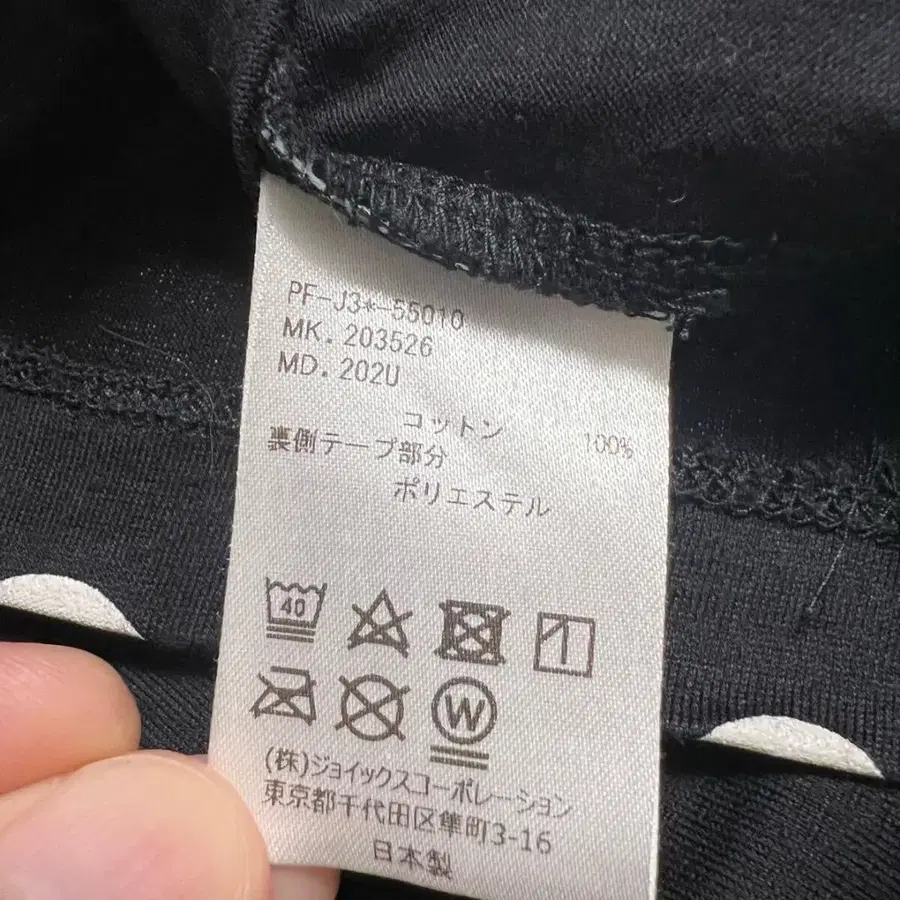 PF-J3*-55010
MK. 203526
MD. 202U
コットン 100%
裏側テープ部分
ポリエステル
40
W
(株)ジョイックスコーポレーション
東京都千代田区隼町3-16
日本製